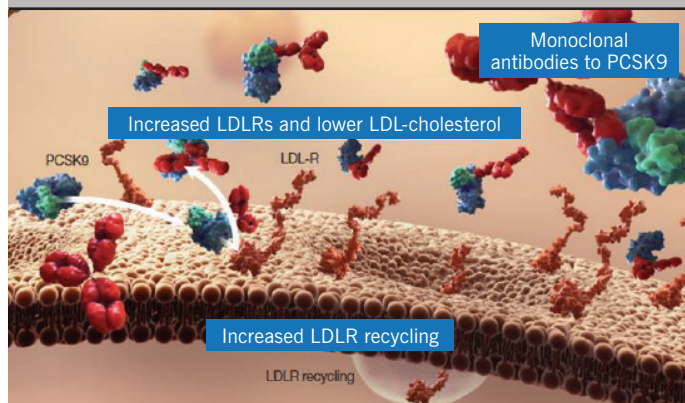 Monoclonal
antibodies to PCSK9
Increased LDLRs and lower LDL-cholesterol
PCSK9
LDL-R
Increased LDLR recycling
LDLR recycling